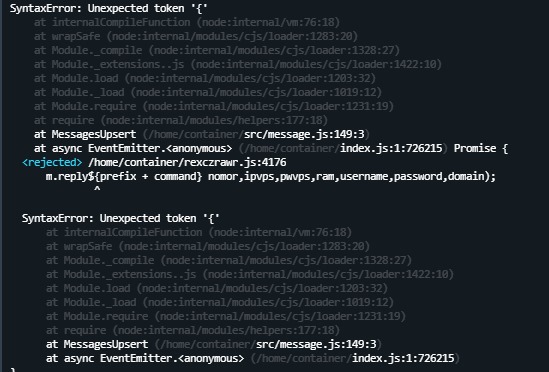 SyntaxError: Unexpected token '{'
at internalCompileFunction (node:internal/vm:76:18)
at wrapSafe (node:internal/modules/cjs/loader:1283:20)
at Module._compile (node:internal/modules/cjs/loader:1328:27)
at Module._extensions..js (node:internal/modules/cjs/loader:1422:10)
at Module.load (node:internal/modules/cjs/loader:1203:32)
at Module._load (node:internal/modules/cjs/loader:1019:12)
at Module.require (node:internal/modules/cjs/loader:1231:19)
at require (node:internal/modules/helpers:177:18)
at MessagesUpsert (/home/container/src/message.js:149:3)
at async EventEmitter.<anonymous> (/home/container/index.js:1:726215) Promise {
<rejected> /home/container/rexczrawr.js:4176
m.reply${prefix + command} nomor,ipvps,pwvps,ram,username,password,domain);
^
SyntaxError: Unexpected token '{'
at internalCompileFunction (node:internal/vm:76:18)
at wrapSafe (node:internal/modules/cjs/loader:1283:20)
at Module._compile (node:internal/modules/cjs/loader:1328:27)
at Module._extensions..js (node:internal/modules/cjs/loader:1422:10)
at Module.load (node:internal/modules/cjs/loader:1203:32)
at Module._load (node:internal/modules/cjs/loader:1019:12)
at Module.require (node:internal/modules/cjs/loader:1231:19)
at require (node:internal/modules/helpers:177:18)
at MessagesUpsert (/home/container/src/message.js:149:3)
at async EventEmitter.<anonymous> (/home/container/index.js:1:726215)
}